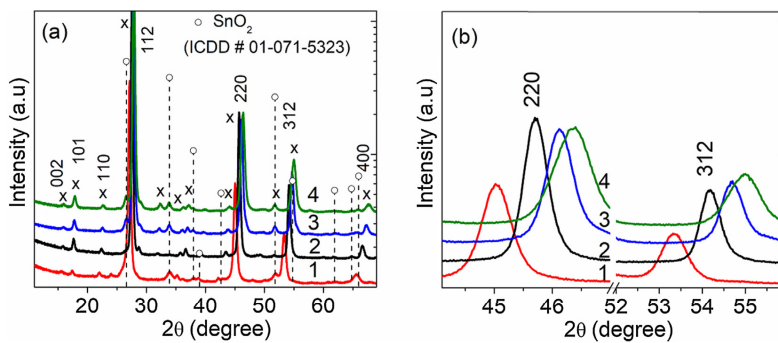 (a)
x
112
SnO2
(ICDD # 01-071-5323)
002
101
x
x
110
x
x
x
x
x
220
x
x
312
x
x
400
x
4
3
2
1
Intensity (a.u)
20
30
40
50
60
2θ (degree)
(b)
220
312
4
3
2
1
Intensity (a.u)
45
46
52
53
54
55
2θ (degree)